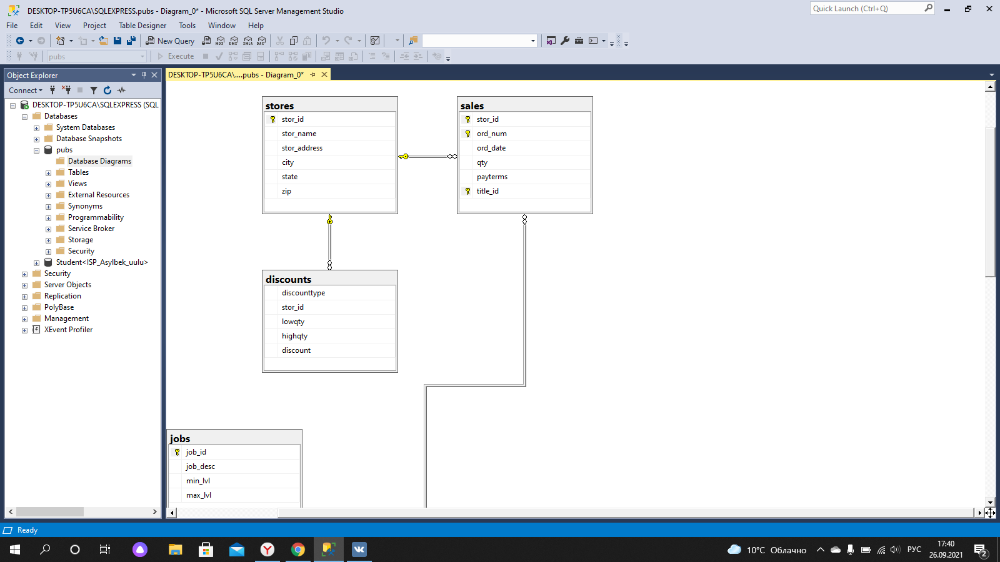 DESKTOP-TP5U6CA\SQLEXPRESS.pubs - Diagram_0* - Microsoft SQL Server Management Studio
Quick Launch (Ctrl+Q)
File Edit View Project Table Designer Tools Window Help
New Query
MDX DMX XMLA DAX
pubs
Execute
Object Explorer
DESKTOP-TP5U6CA\....pubs - Diagram_0*
Connect
DESKTOP-TP5U6CA\SQLEXPRESS (SQL
Databases
System Databases
Database Snapshots
pubs
Database Diagrams
Tables
Views
External Resources
Synonyms
Programmability
Service Broker
Storage
Security
Student<ISP_Asylbek_uulu>
Security
Server Objects
Replication
PolyBase
Management
XEvent Profiler
stores
stor_id
stor_name
stor_address
city
state
zip
sales
stor_id
ord_num
ord_date
qty
payterms
title_id
discounts
discounttype
stor_id
lowqty
highqty
discount
jobs
job_id
job_desc
min_lvl
max_lvl
Ready
10°C Облачно
РУС
17:40
26.09.2021
2